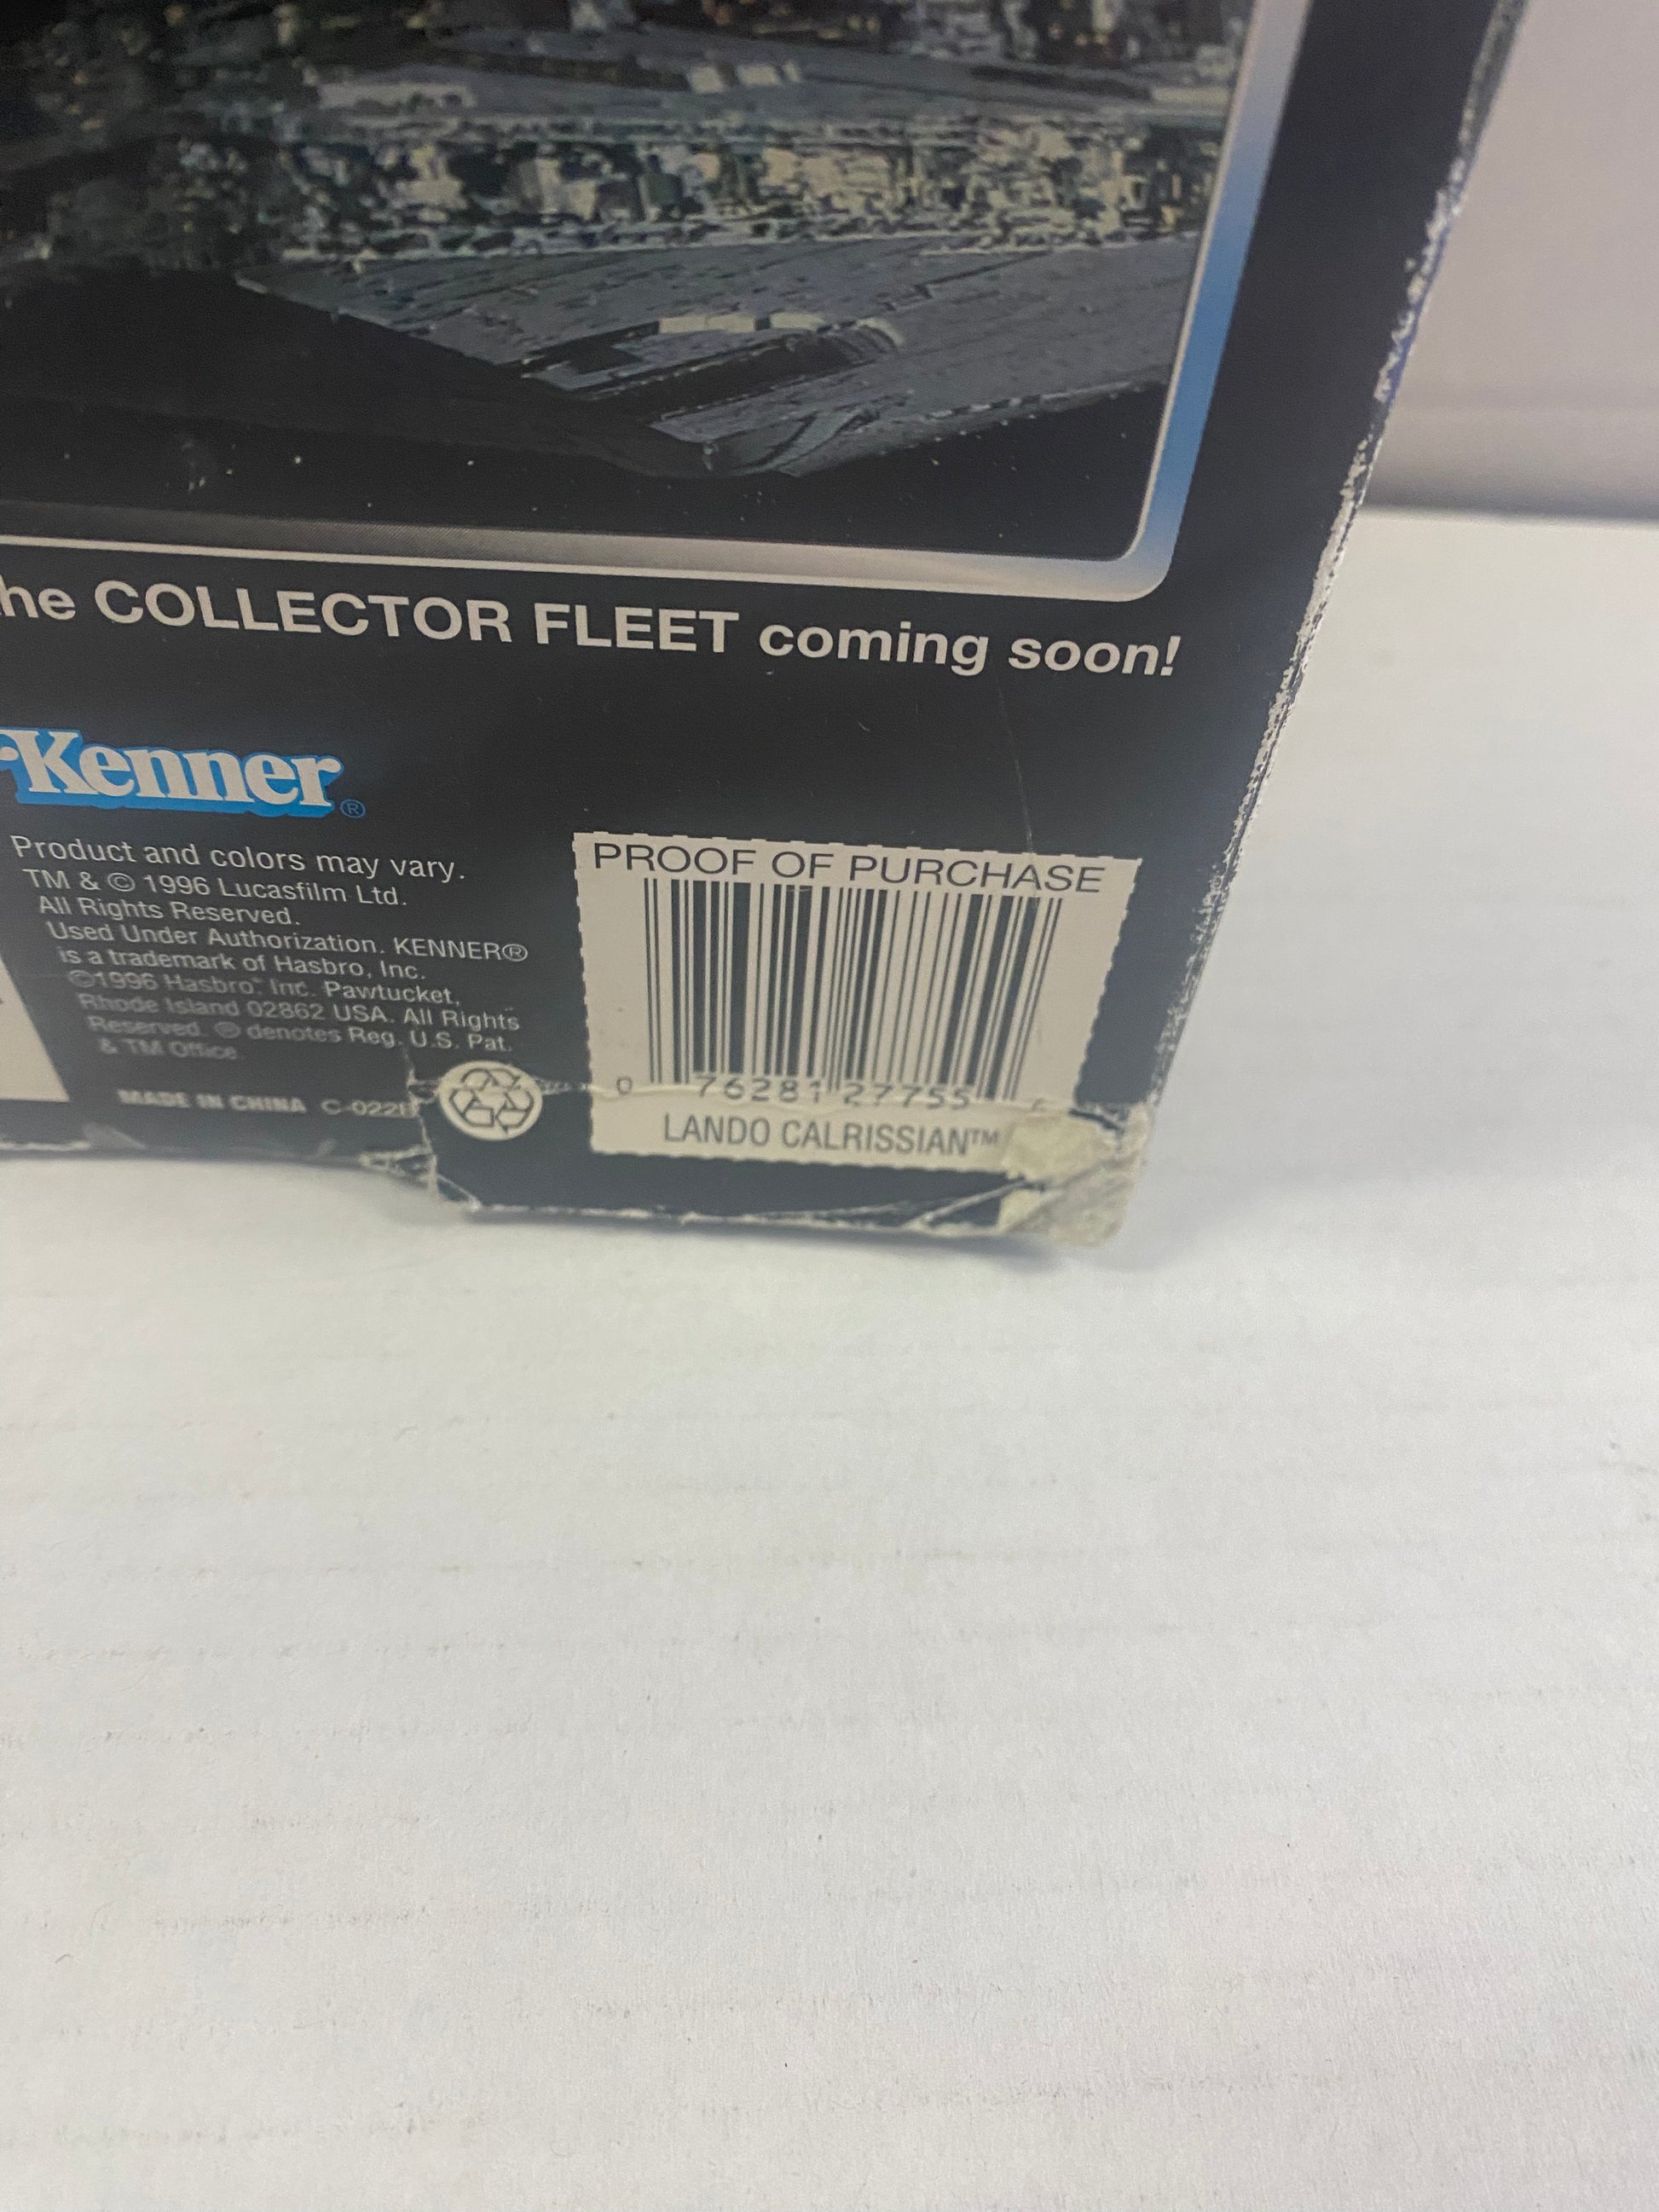 he COLLECTOR FLEET coming soon!
Kenner®
Product and colors may vary.
TM & © 1996 Lucasfilm Ltd.
All Rights Reserved.
Used Under Authorization. KENNER®
is a trademark of Hasbro, Inc.
©1996 Hasbro, Inc. Pawtucket,
Rhode Island 02862 USA. All Rights
Reserved. ® denotes Reg. U.S. Pat.
& TM Office.
MADE IN CHINA
PROOF OF PURCHASE
0 76281 27755
LANDO CALRISSIAN™